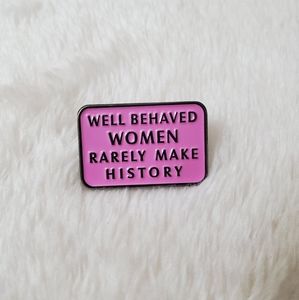 WELL BEHAVED
WOMEN
RARELY MAKE
HISTORY